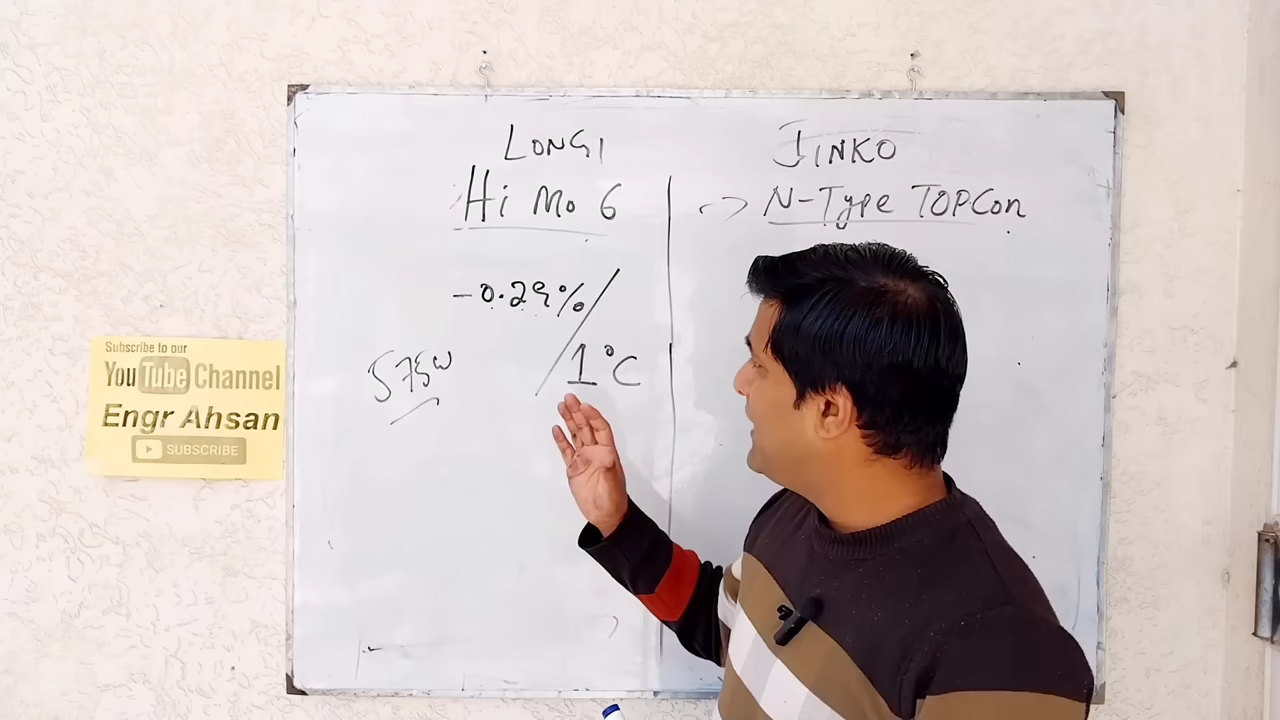 LONGI
Hi Mo 6
-0.29%/
1°C
575W
JINKO
-> N-Type TOPCon
Subscribe to our
YouTube Channel
Engr Ahsan
SUBSCRIBE